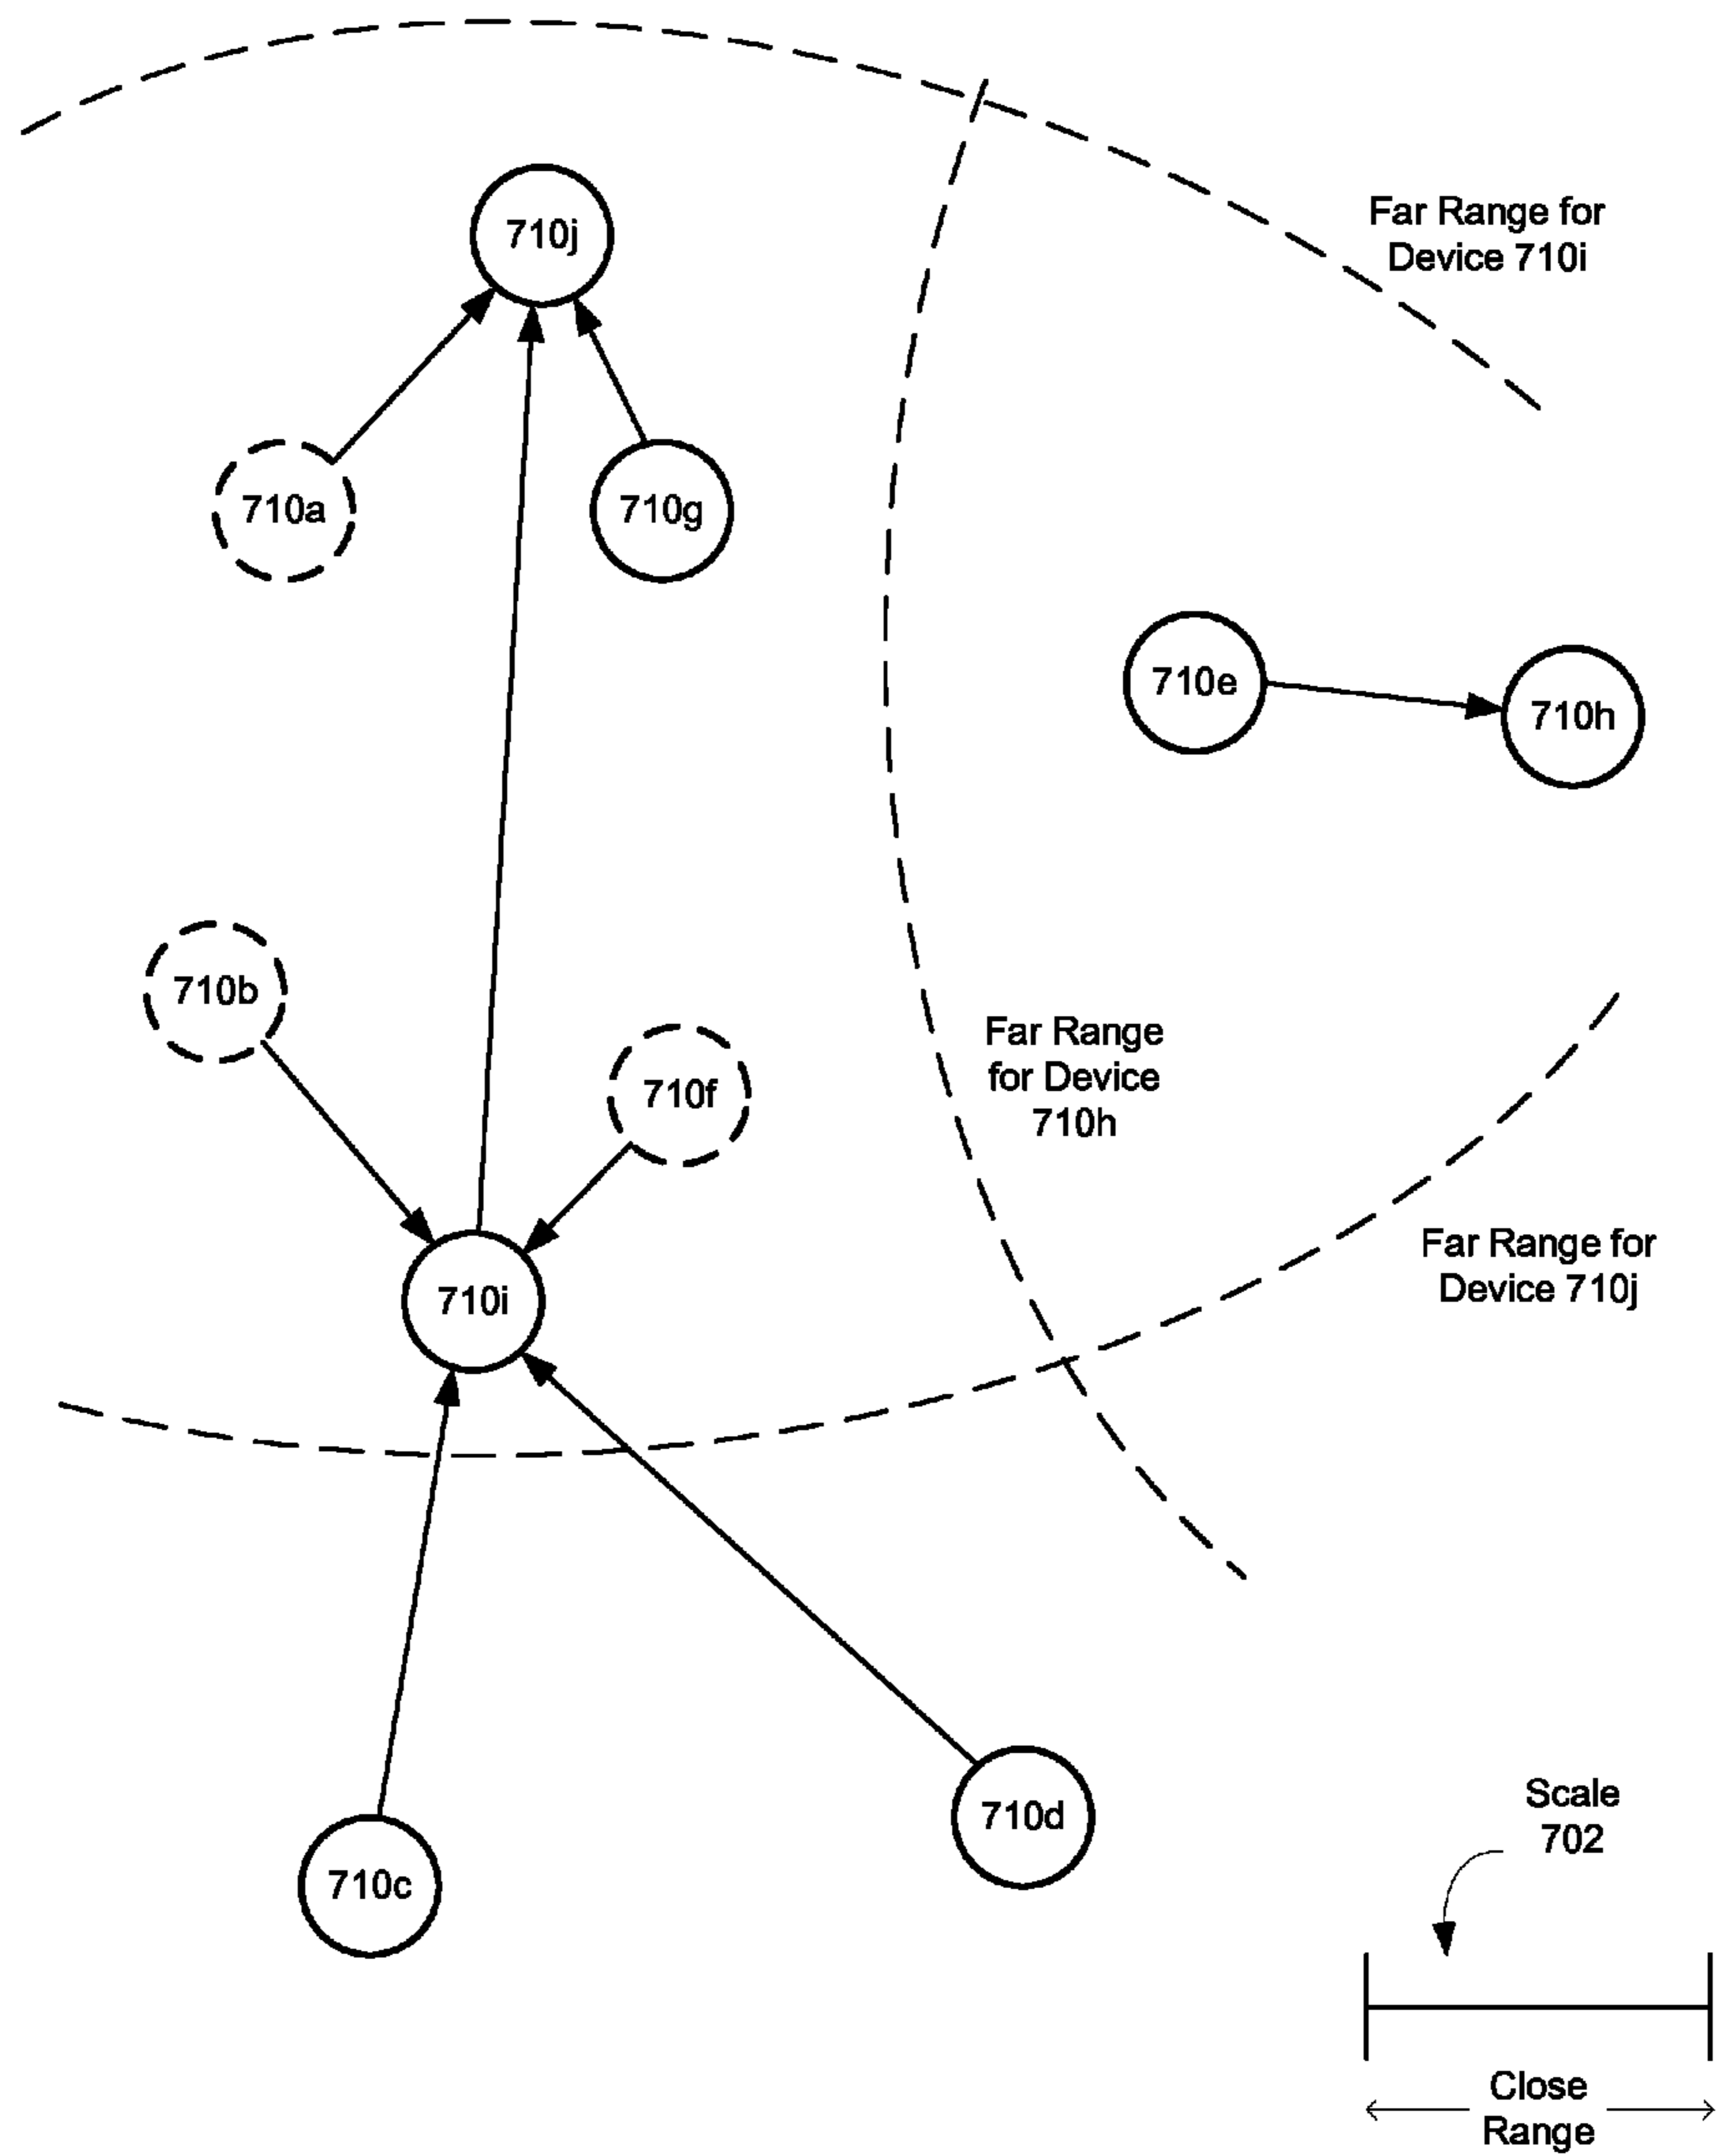 710j
Far Range for
Device 710i
710a
710g
710e
710h
710b
710f
Far Range
for Device
710h
710i
Far Range for
Device 710j
710c
710d
Scale
702
Close
Range